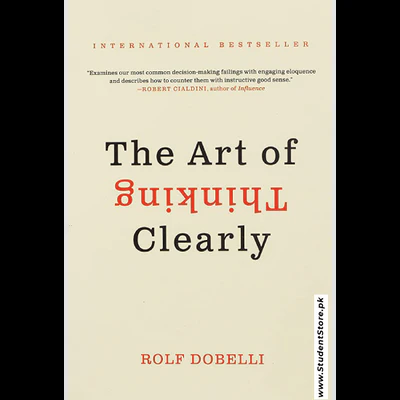 INTERNATIONAL BESTSELLER
"Examines our most common decision-making failings with engaging eloquence
and describes how to counter them with instructive good sense."
—ROBERT CIALDINI, author of Influence
The Art of
Thinking
Clearly
ROLF DOBELLI
www.StudentStore.pk